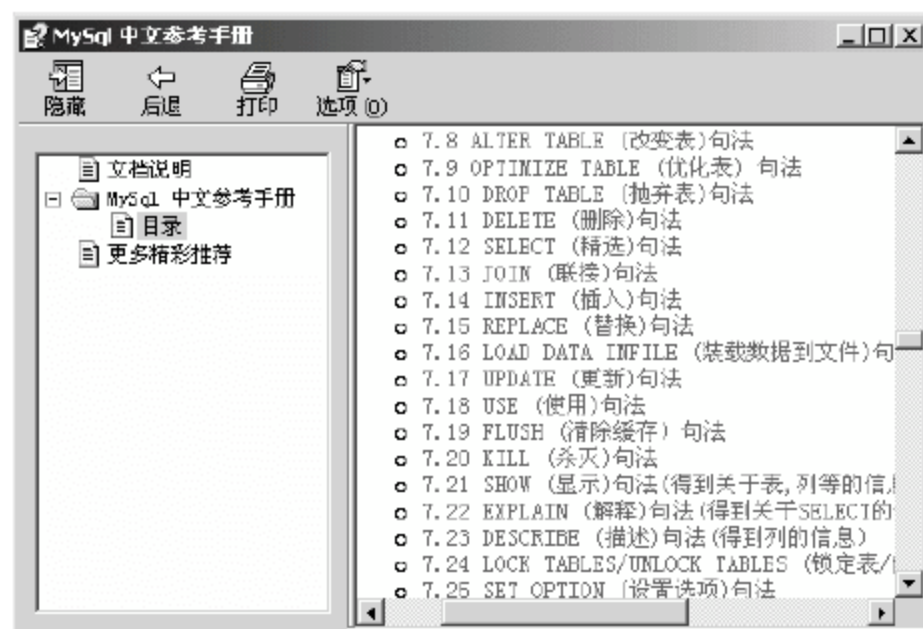 MySql 中文参考手册
隐藏
后退
打印
选项(O)
文档说明
MySql 中文参考手册
目录
更多精彩推荐
7.8 ALTER TABLE (改变表)句法
7.9 OPTIMIZE TABLE (优化表) 句法
7.10 DROP TABLE (抛弃表)句法
7.11 DELETE (删除)句法
7.12 SELECT (精选)句法
7.13 JOIN (联接)句法
7.14 INSERT (插入)句法
7.15 REPLACE (替换)句法
7.16 LOAD DATA INFILE (装载数据到文件)句
7.17 UPDATE (更新)句法
7.18 USE (使用)句法
7.19 FLUSH (清除缓存) 句法
7.20 KILL (杀灭)句法
7.21 SHOW (显示)句法(得到关于表,列等的信
7.22 EXPLAIN (解释)句法(得到关于SELECT的
7.23 DESCRIBE (描述)句法(得到列的信息)
7.24 LOCK TABLES/UNLOCK TABLES (锁定表/
7.25 SET OPTION (设置选项)句法